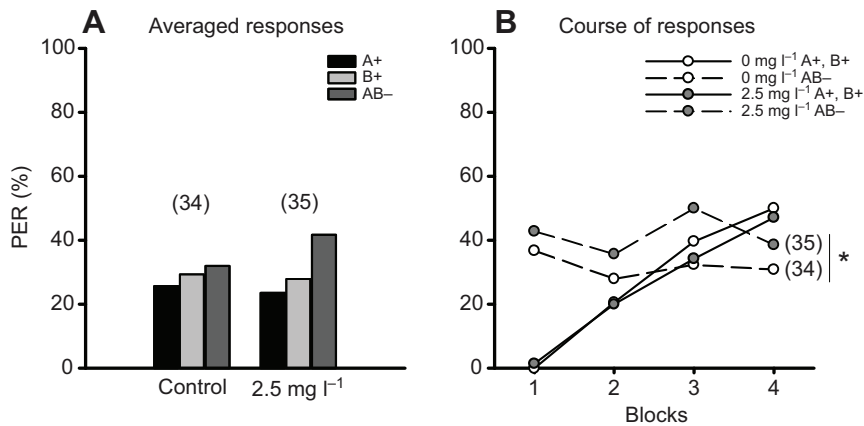 A Averaged responses
100
80
60
40
20
0
PER (%)
A+
B+
AB–
(34)
(35)
Control
2.5 mg l⁻¹
B Course of responses
100
80
60
40
20
0
0 mg l⁻¹ A+, B+
0 mg l⁻¹ AB–
2.5 mg l⁻¹ A+, B+
2.5 mg l⁻¹ AB–
(35)
(34)
*
1 2 3 4
Blocks